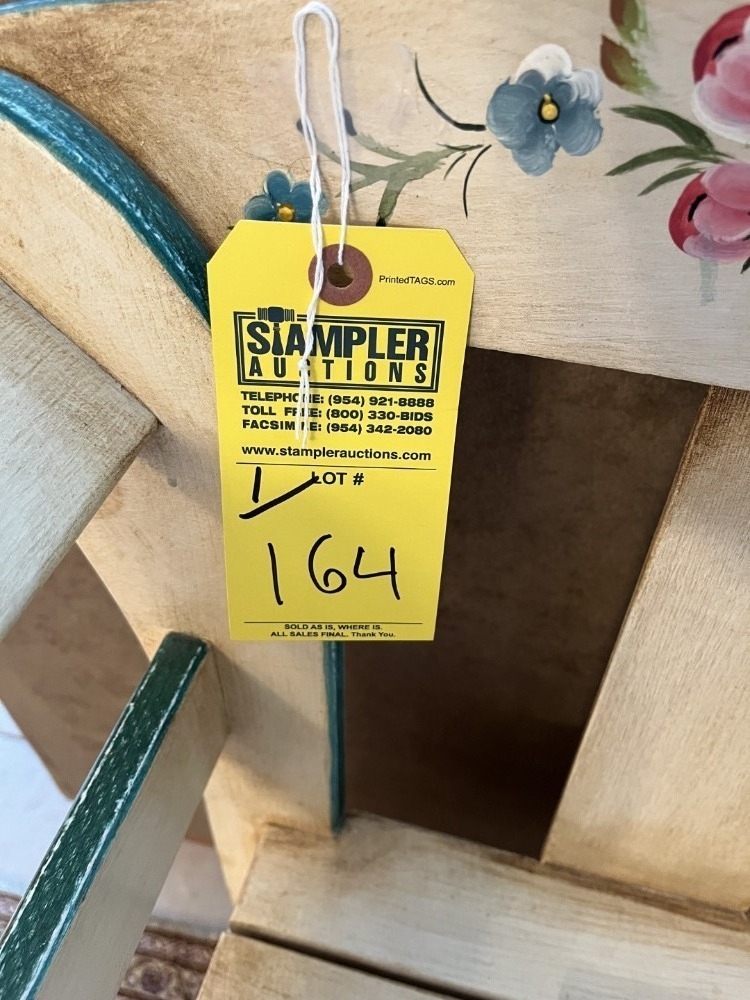 PrintedTAGS.com
STAMPLER
AUCTIONS
TELEPHONE: (954) 921-8888
TOLL FREE: (800) 330-BIDS
FACSIMILE: (954) 342-2080
www.stamplerauctions.com
1/ LOT #
164
SOLD AS IS, WHERE IS.
ALL SALES FINAL. Thank You.